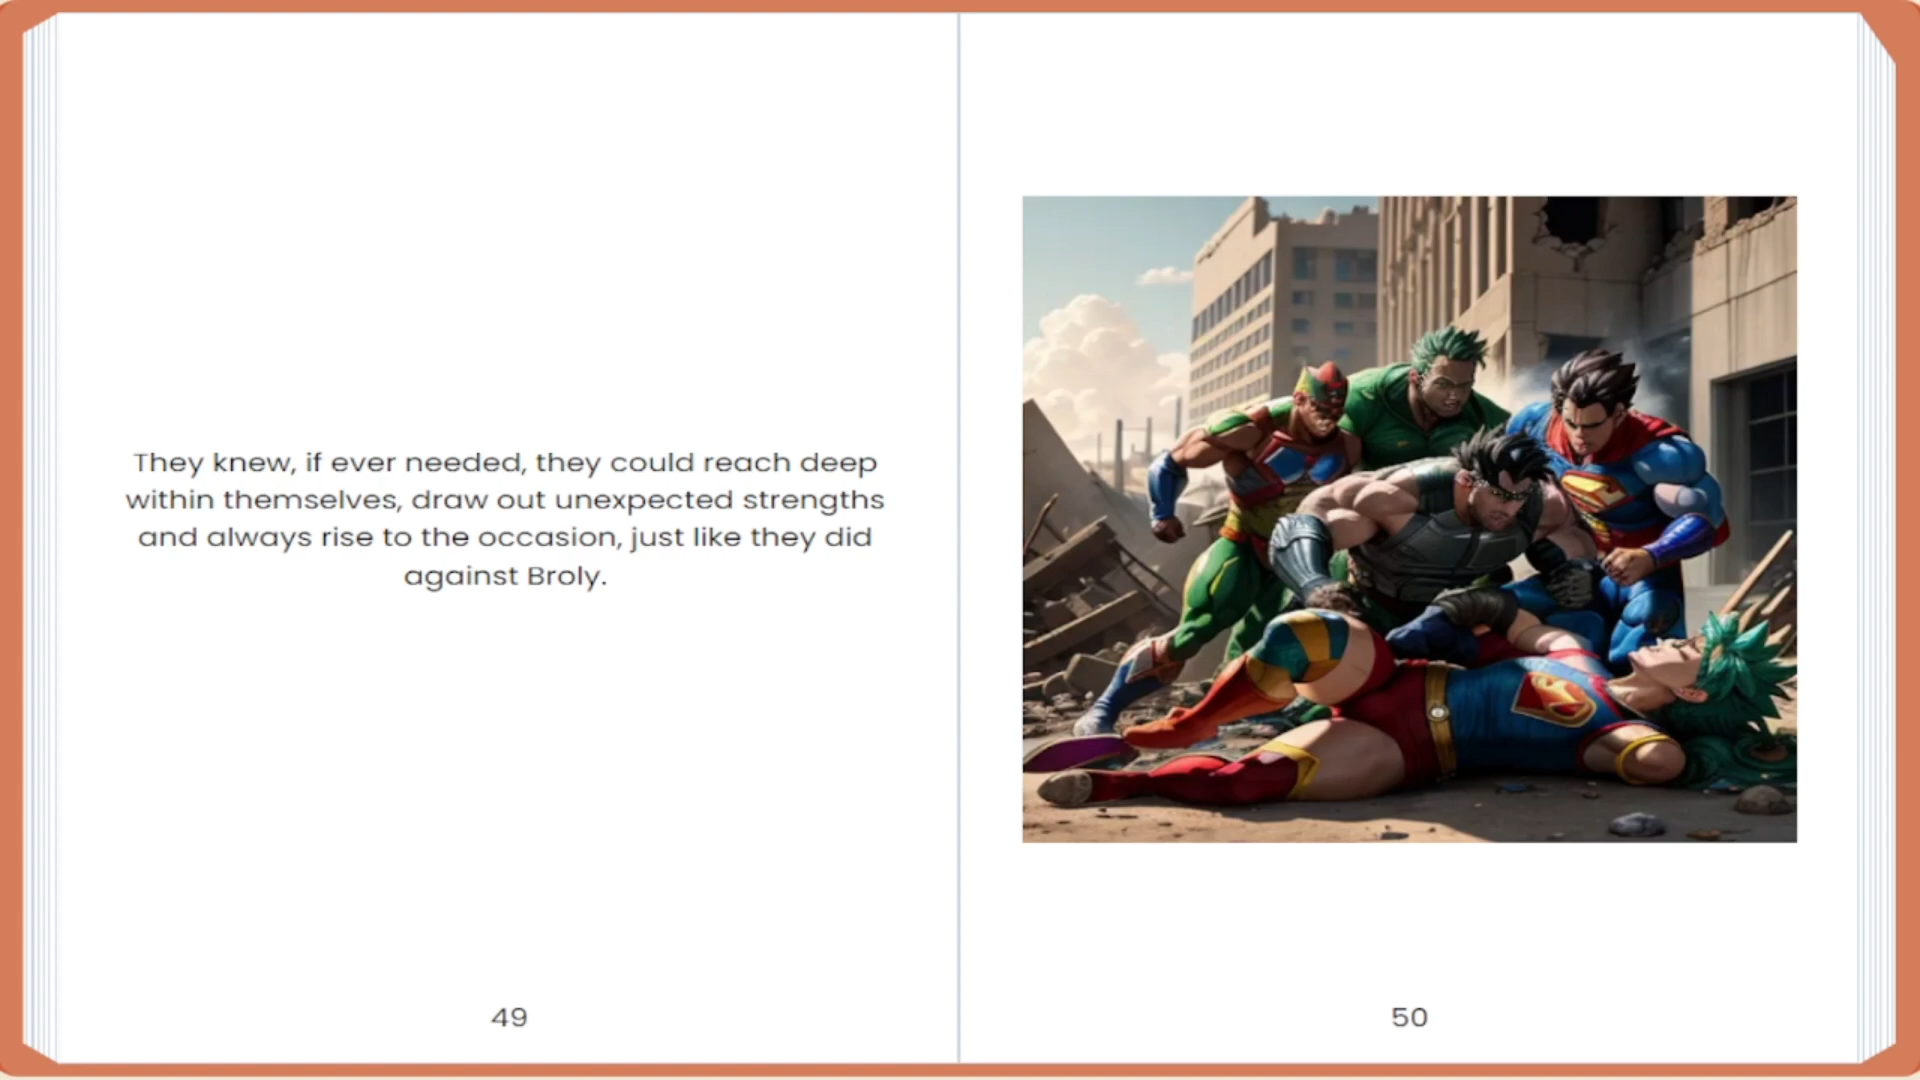 They knew, if ever needed, they could reach deep
within themselves, draw out unexpected strengths
and always rise to the occasion, just like they did
against Broly.
49
50